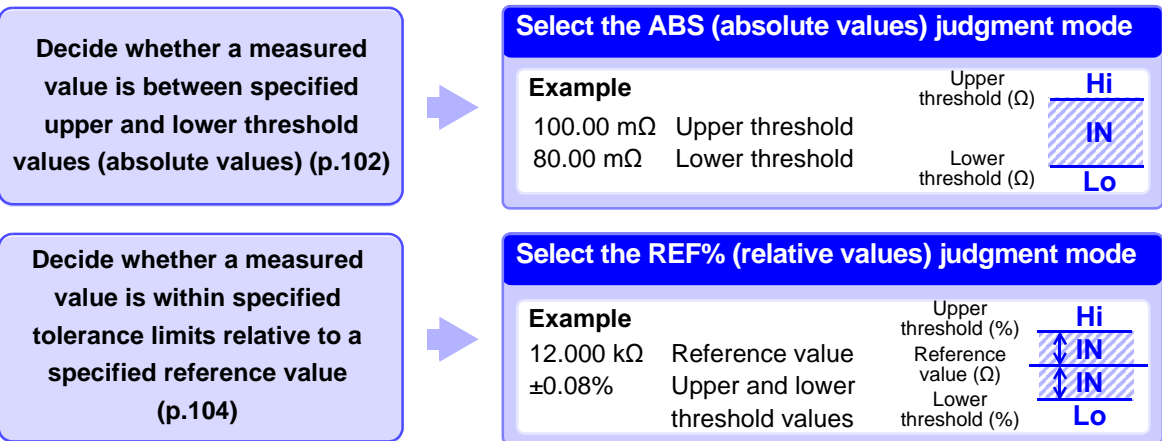 Decide whether a measured
value is between specified
upper and lower threshold
values (absolute values) (p.102)
Select the ABS (absolute values) judgment mode
Example
100.00 mΩ Upper threshold
80.00 mΩ Lower threshold
Upper
threshold (Ω)
Lower
threshold (Ω)
Hi
IN
Lo
Decide whether a measured
value is within specified
tolerance limits relative to a
specified reference value
(p.104)
Select the REF% (relative values) judgment mode
Example
12.000 kΩ Reference value
±0.08% Upper and lower
threshold values
Upper
threshold (%)
Reference
value (Ω)
Lower
threshold (%)
Hi
IN
IN
Lo